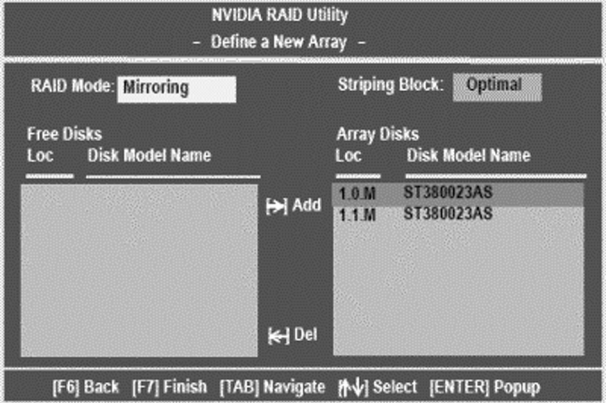 NVIDIA RAID Utility
- Define a New Array -
RAID Mode: Mirroring Striping Block: Optimal
Free Disks Array Disks
Loc Disk Model Name Loc Disk Model Name
[→] Add
1.0.M ST380023AS
1.1.M ST380023AS
[←] Del
[F6] Back [F7] Finish [TAB] Navigate [↑↓] Select [ENTER] Popup